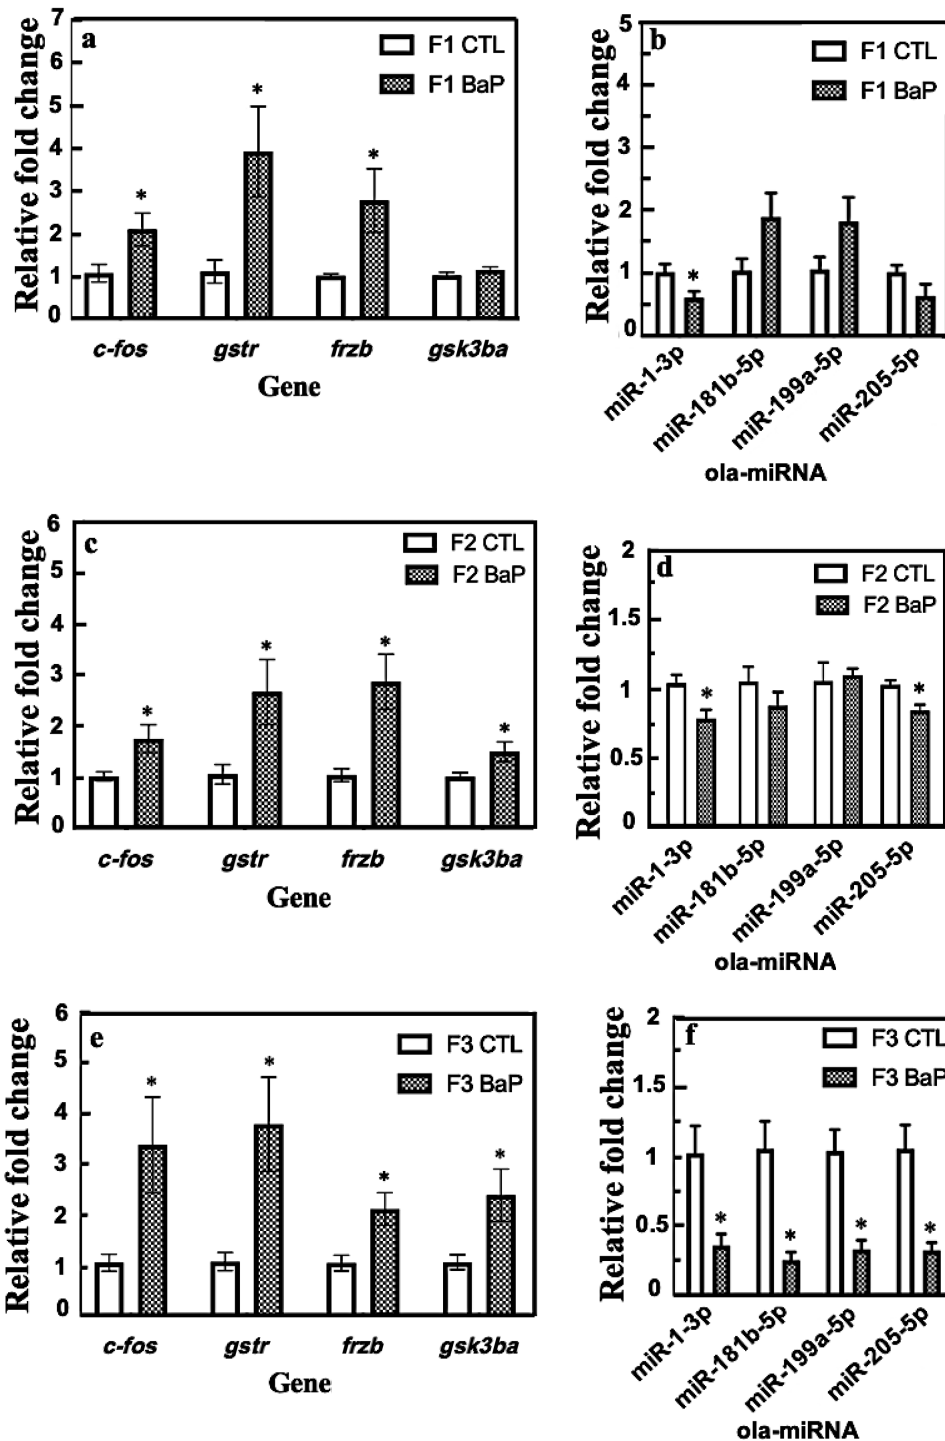 a
F1 CTL
F1 BaP
Relative fold change
7
6
5
4
3
2
1
0
*
*
*
c-fos
gstr
frzb
gsk3ba
Gene
b
F1 CTL
F1 BaP
Relative fold change
5
4
3
2
1
0
*
miR-1-3p
miR-181b-5p
miR-199a-5p
miR-205-5p
ola-miRNA
c
F2 CTL
F2 BaP
Relative fold change
6
5
4
3
2
1
0
*
*
*
*
c-fos
gstr
frzb
gsk3ba
Gene
d
F2 CTL
F2 BaP
Relative fold change
2
1.5
1
0.5
0
*
*
miR-1-3p
miR-181b-5p
miR-199a-5p
miR-205-5p
ola-miRNA
e
F3 CTL
F3 BaP
Relative fold change
6
5
4
3
2
1
0
*
*
*
*
c-fos
gstr
frzb
gsk3ba
Gene
f
F3 CTL
F3 BaP
Relative fold change
2
1.5
1
0.5
0
*
*
*
*
miR-1-3p
miR-181b-5p
miR-199a-5p
miR-205-5p
ola-miRNA